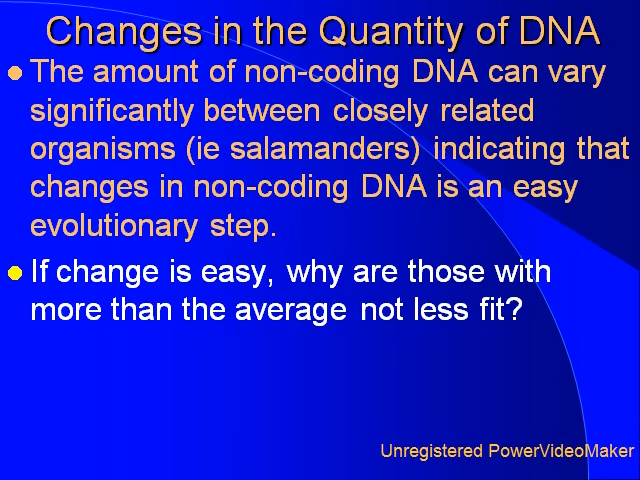 Changes in the Quantity of DNA
The amount of non-coding DNA can vary
significantly between closely related
organisms (ie salamanders) indicating that
changes in non-coding DNA is an easy
evolutionary step.
If change is easy, why are those with
more than the average not less fit?
Unregistered PowerVideoMaker